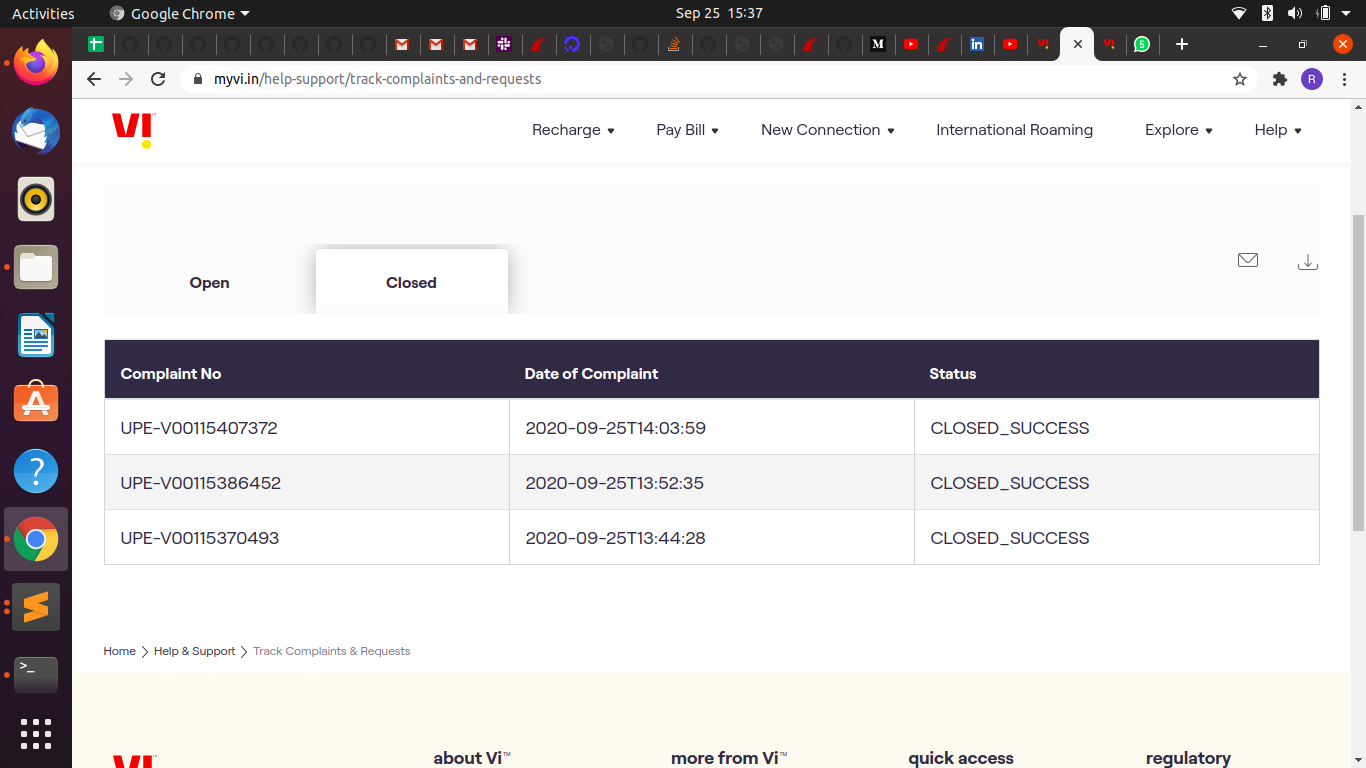 Activities Google Chrome Sep 25 15:37
myvi.in/help-support/track-complaints-and-requests R
VI Recharge Pay Bill New Connection International Roaming Explore Help
Open Closed
Complaint No Date of Complaint Status
UPE-V00115407372 2020-09-25T14:03:59 CLOSED_SUCCESS
UPE-V00115386452 2020-09-25T13:52:35 CLOSED_SUCCESS
UPE-V00115370493 2020-09-25T13:44:28 CLOSED_SUCCESS
Home > Help & Support > Track Complaints & Requests
VI about Vi™ more from Vi™ quick access regulatory